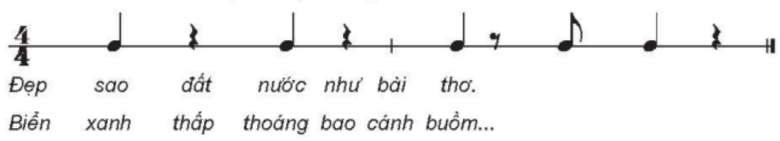 4
4
Đẹp sao đất nước như bài thơ.
Biển xanh thấp thoáng bao cánh buồm...